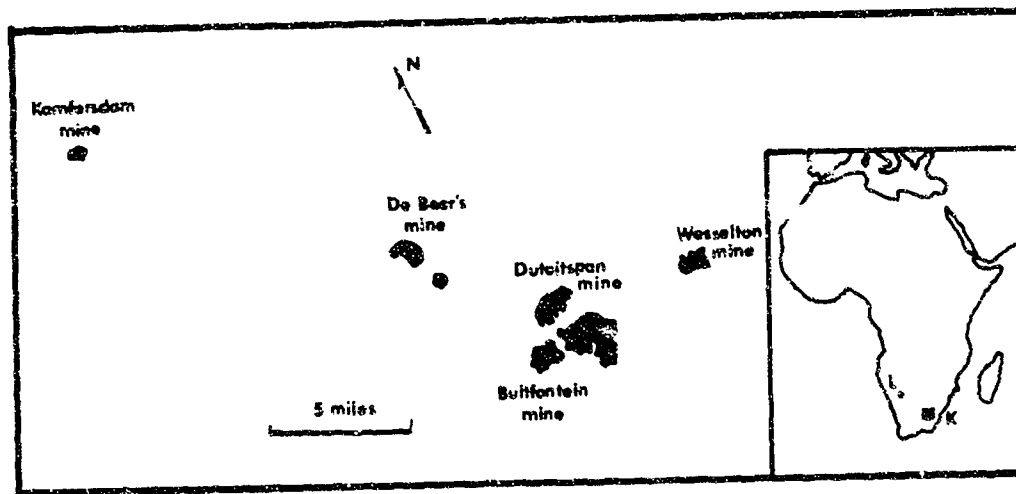 N
Kamfersdam
mine
De Beer's
mine
Wesselton
mine
Dutoitspan
mine
Bultfontein
mine
5 miles
K